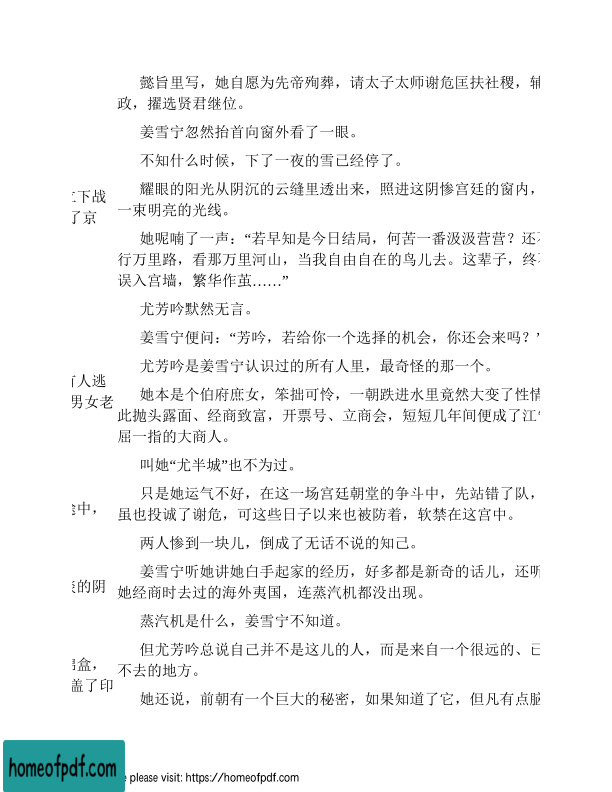 懿旨里写，她自愿为先帝殉葬，请太子太师谢危匡扶社稷，辅
政，擢选贤君继位。
姜雪宁忽然抬首向窗外看了一眼。
不知什么时候，下了一夜的雪已经停了。
耀眼的阳光从阴沉的云缝里透出来，照进这阴惨宫廷的窗内，
一束明亮的光线。
她呢喃了一声：“若早知是今日结局，何苦一番汲汲营营？还不
行万里路，看那万里河山，当我自由自在的鸟儿去。这辈子，终不
误入宫墙，繁华作茧……”
尤芳吟默然无言。
姜雪宁便问：“芳吟，若给你一个选择的机会，你还会来吗？”
尤芳吟是姜雪宁认识过的所有人里，最奇怪的那一个。
她本是个伯府庶女，笨拙可怜，一朝跌进水里竟然大变了性情
此抛头露面、经商致富，开票号、立商会，短短几年间便成了江
屈一指的大商人。
叫她“尤半城”也不为过。
只是她运气不好，在这一场宫廷朝堂的争斗中，先站错了队，
虽也投诚了谢危，可这些日子以来也被防着，软禁在这宫中。
两人惨到一块儿，倒成了无话不说的知己。
姜雪宁听她讲她白手起家的经历，好多都是新奇的话儿，还听
她经商时去过的海外夷国，连蒸汽机都没出现。
蒸汽机是什么，姜雪宁不知道。
但尤芳吟总说自己并不是这儿的人，而是来自一个很远的、已
不去的地方。
她还说，前朝有一个巨大的秘密，如果知道了它，但凡有点脑
下战
了京
人逃
男女老
中，
的阴
盒，
盖了印
homeofpdf.com
please visit: https://homeofpdf.com